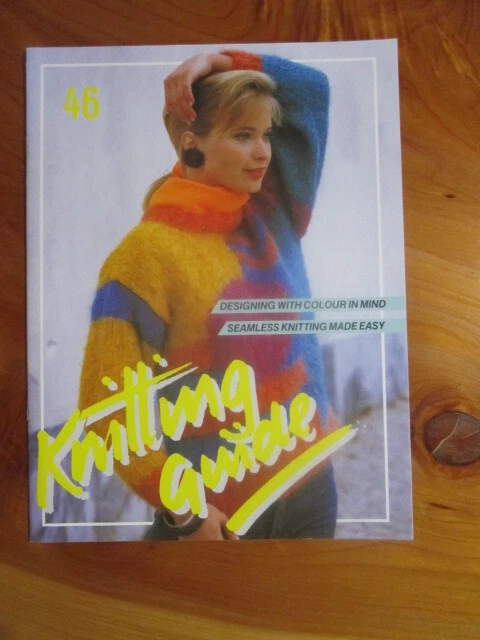 46
DESIGNING WITH COLOUR IN MIND
SEAMLESS KNITTING MADE EASY
Knitting
Guide